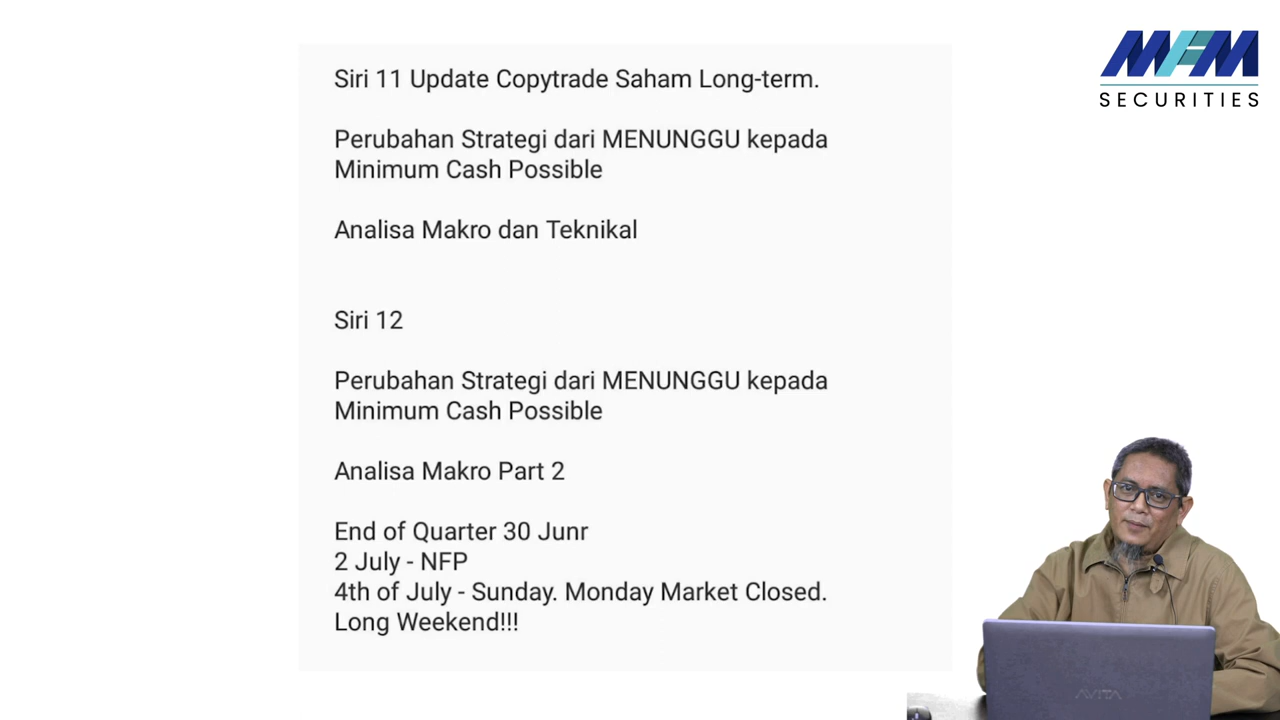 MFM
SECURITIES
Siri 11 Update Copytrade Saham Long-term.
Perubahan Strategi dari MENUNGGU kepada
Minimum Cash Possible
Analisa Makro dan Teknikal
Siri 12
Perubahan Strategi dari MENUNGGU kepada
Minimum Cash Possible
Analisa Makro Part 2
End of Quarter 30 Junr
2 July - NFP
4th of July - Sunday. Monday Market Closed.
Long Weekend!!!
AVITA